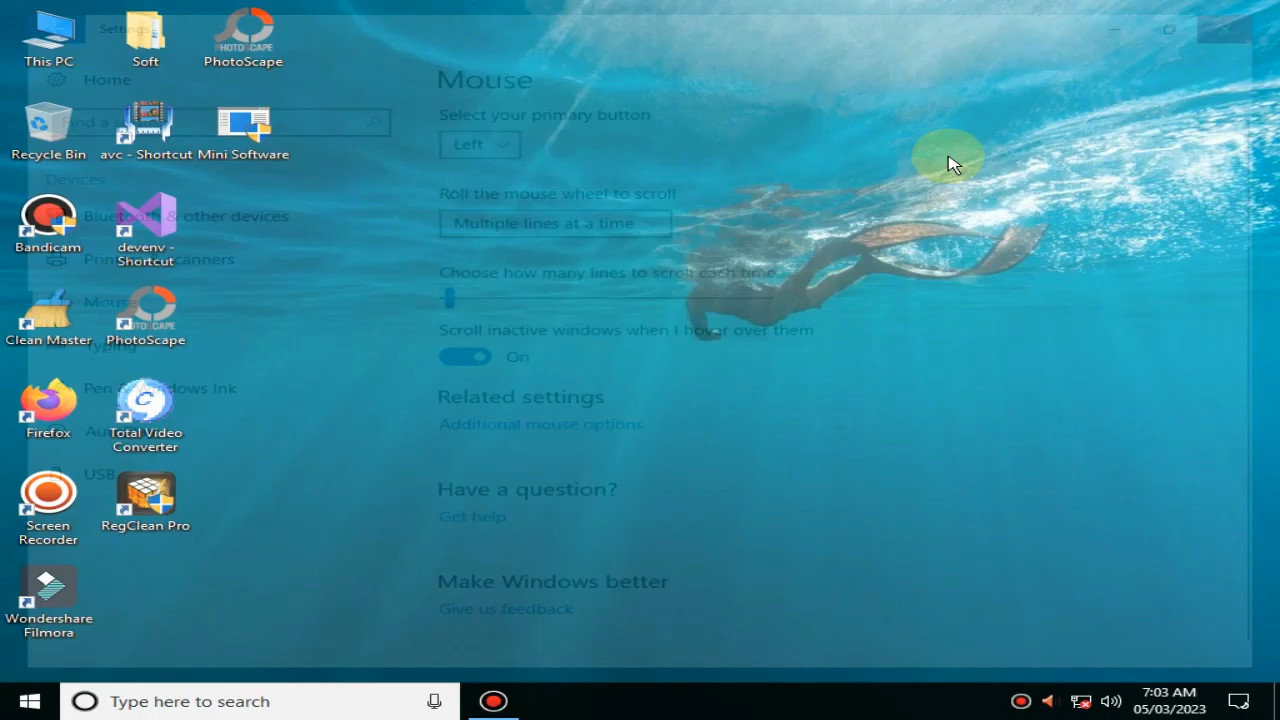 This PC
Soft
PHOTOSCAPE
PhotoScape
Recycle Bin
avc - Shortcut
Mini Software
Bandicam
devenv -
Shortcut
Clean Master
PhotoScape
Firefox
Total Video
Converter
Screen
Recorder
RegClean Pro
Wondershare
Filmora
Settings
Home
Find a
Devices
Bluetooth & other devices
Mouse
Typing
Pen & Windows Ink
USB
Mouse
Select your primary button
Left
Roll the mouse wheel to scroll
Multiple lines at a time
Choose how many lines to scroll each time
Scroll inactive windows when I hover over them
On
Related settings
Additional mouse options
Have a question?
Get help
Make Windows better
Give us feedback
Type here to search
7:03 AM
05/03/2023